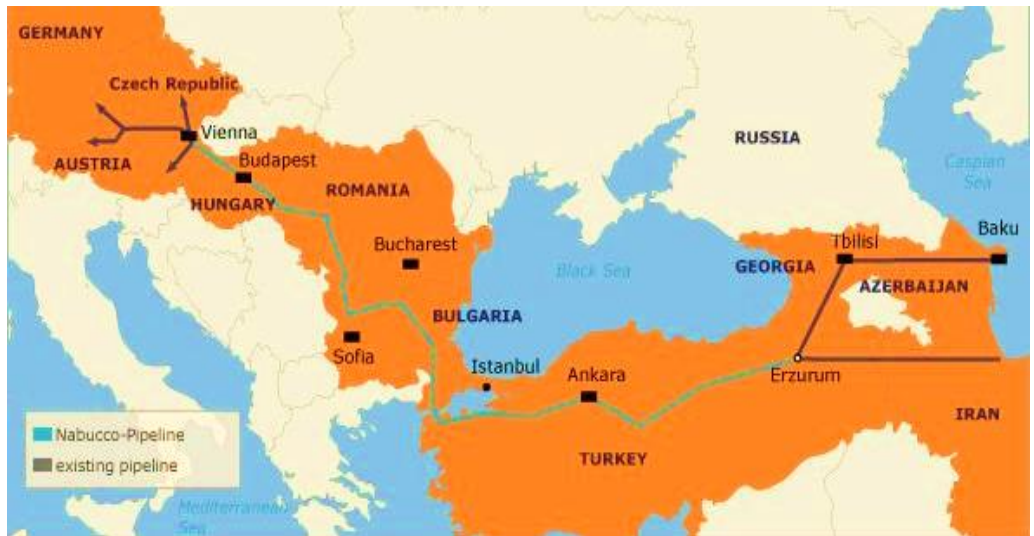 GERMANY
Czech Republic
Vienna
AUSTRIA
Budapest
HUNGARY
ROMANIA
Bucharest
BULGARIA
Sofia
Istanbul
Black Sea
RUSSIA
Caspian
Sea
Baku
Tbilisi
GEORGIA
AZERBAIJAN
Erzurum
Ankara
TURKEY
IRAN
Nabucco-Pipeline
existing pipeline
Mediterranean
Sea